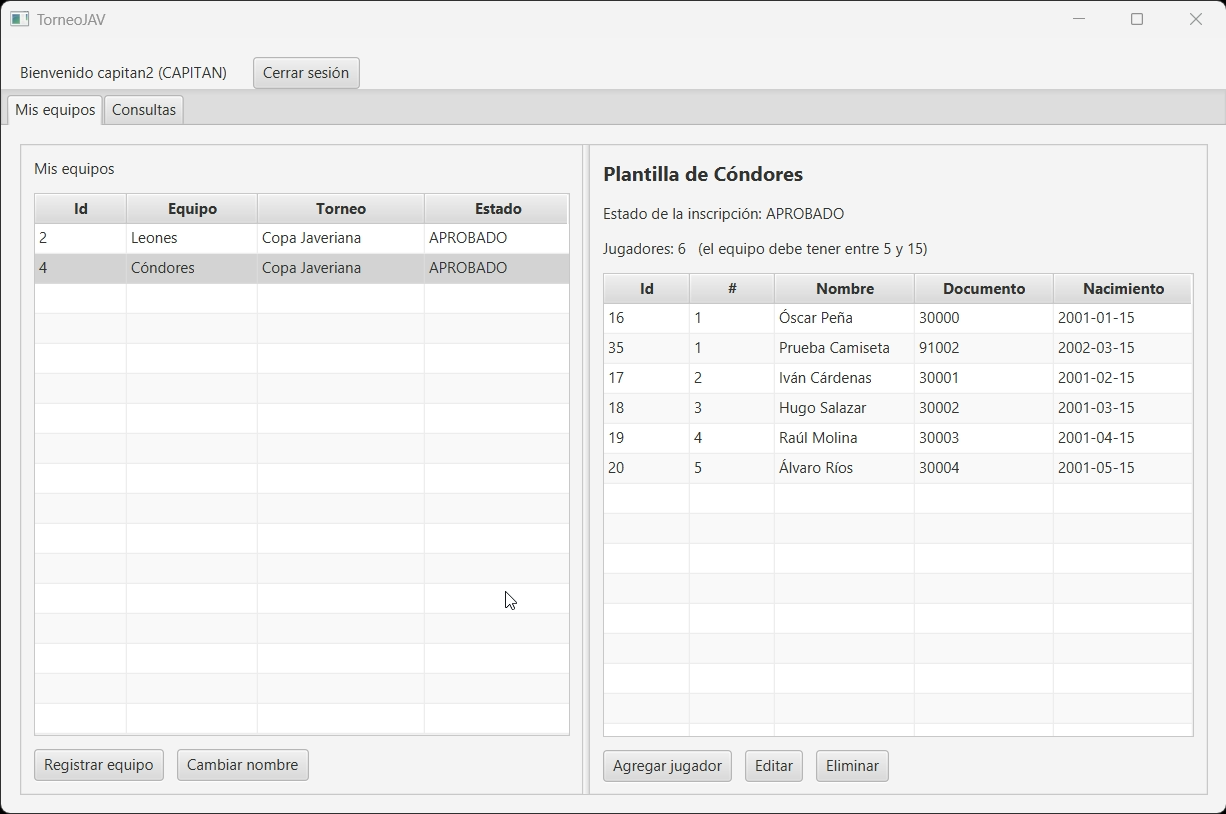 TorneoJAV
Bienvenido capitan2 (CAPITAN) Cerrar sesión
Mis equipos Consultas
Mis equipos
Id Equipo Torneo Estado
2 Leones Copa Javeriana APROBADO
4 Cóndores Copa Javeriana APROBADO
Registrar equipo Cambiar nombre
Plantilla de Cóndores
Estado de la inscripción: APROBADO
Jugadores: 6 (el equipo debe tener entre 5 y 15)
Id # Nombre Documento Nacimiento
16 1 Óscar Peña 30000 2001-01-15
35 1 Prueba Camiseta 91002 2002-03-15
17 2 Iván Cárdenas 30001 2001-02-15
18 3 Hugo Salazar 30002 2001-03-15
19 4 Raúl Molina 30003 2001-04-15
20 5 Álvaro Ríos 30004 2001-05-15
Agregar jugador Editar Eliminar